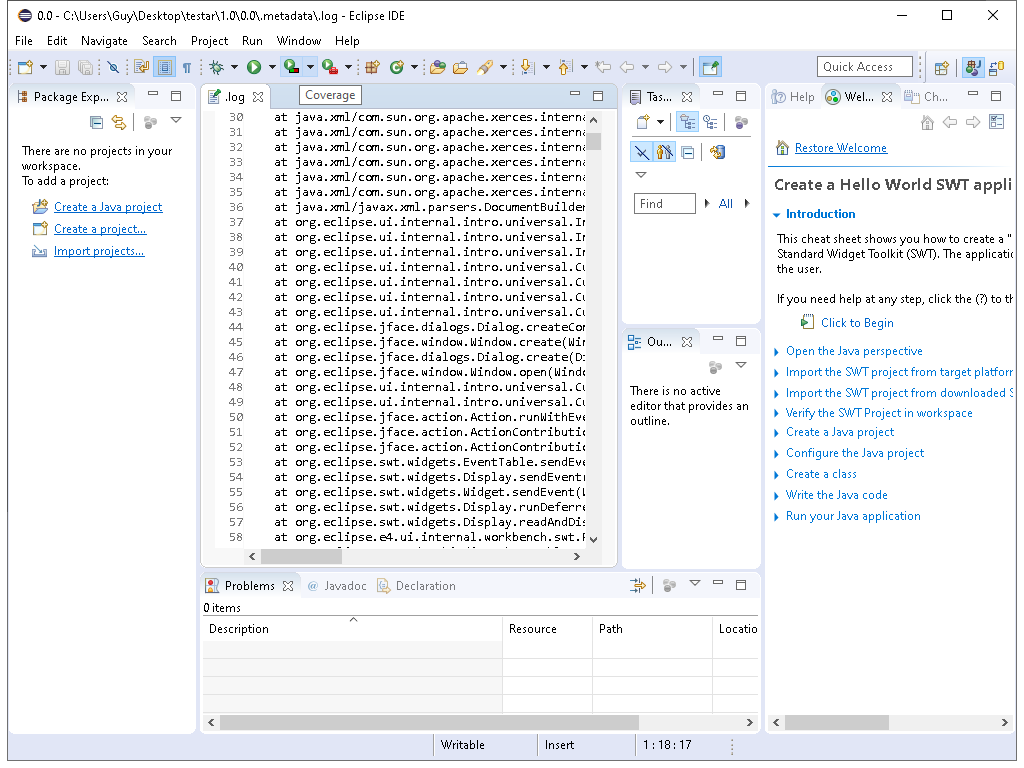 0.0 - C:\Users\Guy\Desktop\testar\1.0\0.0\.metadata\.log - Eclipse IDE
File Edit Navigate Search Project Run Window Help
Quick Access
Package Exp...
There are no projects in your
workspace.
To add a project:
Create a Java project
Create a project...
Import projects...
.log
Coverage
30 at java.xml/com.sun.org.apache.xerces.interna
31 at java.xml/com.sun.org.apache.xerces.interna
32 at java.xml/com.sun.org.apache.xerces.interna
33 at java.xml/com.sun.org.apache.xerces.interna
34 at java.xml/com.sun.org.apache.xerces.interna
35 at java.xml/com.sun.org.apache.xerces.interna
36 at java.xml/javax.xml.parsers.DocumentBuilder
37 at org.eclipse.ui.internal.intro.universal.In
38 at org.eclipse.ui.internal.intro.universal.In
39 at org.eclipse.ui.internal.intro.universal.In
40 at org.eclipse.ui.internal.intro.universal.Cu
41 at org.eclipse.ui.internal.intro.universal.Cu
42 at org.eclipse.ui.internal.intro.universal.Cu
43 at org.eclipse.ui.internal.intro.universal.Cu
44 at org.eclipse.jface.dialogs.Dialog.createCon
45 at org.eclipse.jface.window.Window.create(Win
46 at org.eclipse.jface.dialogs.Dialog.create(Di
47 at org.eclipse.jface.window.Window.open(Windo
48 at org.eclipse.ui.internal.intro.universal.Cu
49 at org.eclipse.ui.internal.intro.universal.Cu
50 at org.eclipse.jface.action.Action.runWithEve
51 at org.eclipse.jface.action.ActionContributio
52 at org.eclipse.jface.action.ActionContributio
53 at org.eclipse.swt.widgets.EventTable.sendEve
54 at org.eclipse.swt.widgets.Display.sendEvent(
55 at org.eclipse.swt.widgets.Widget.sendEvent(W
56 at org.eclipse.swt.widgets.Display.runDeferre
57 at org.eclipse.swt.widgets.Display.readAndDis
58 at org.eclipse.e4.ui.internal.workbench.swt.P
Tas...
Find
All
Ou...
There is no active
editor that provides an
outline.
Help Wel... Ch...
Restore Welcome
Create a Hello World SWT appli
Introduction
This cheat sheet shows you how to create a "
Standard Widget Toolkit (SWT). The applicatio
the user.
If you need help at any step, click the (?) to th
Click to Begin
Open the Java perspective
Import the SWT project from target platform
Import the SWT project from downloaded S
Verify the SWT Project in workspace
Create a Java project
Configure the Java project
Create a class
Write the Java code
Run your Java application
Problems @ Javadoc Declaration
0 items
Description Resource Path Locatio
Writable Insert 1 : 18 : 17